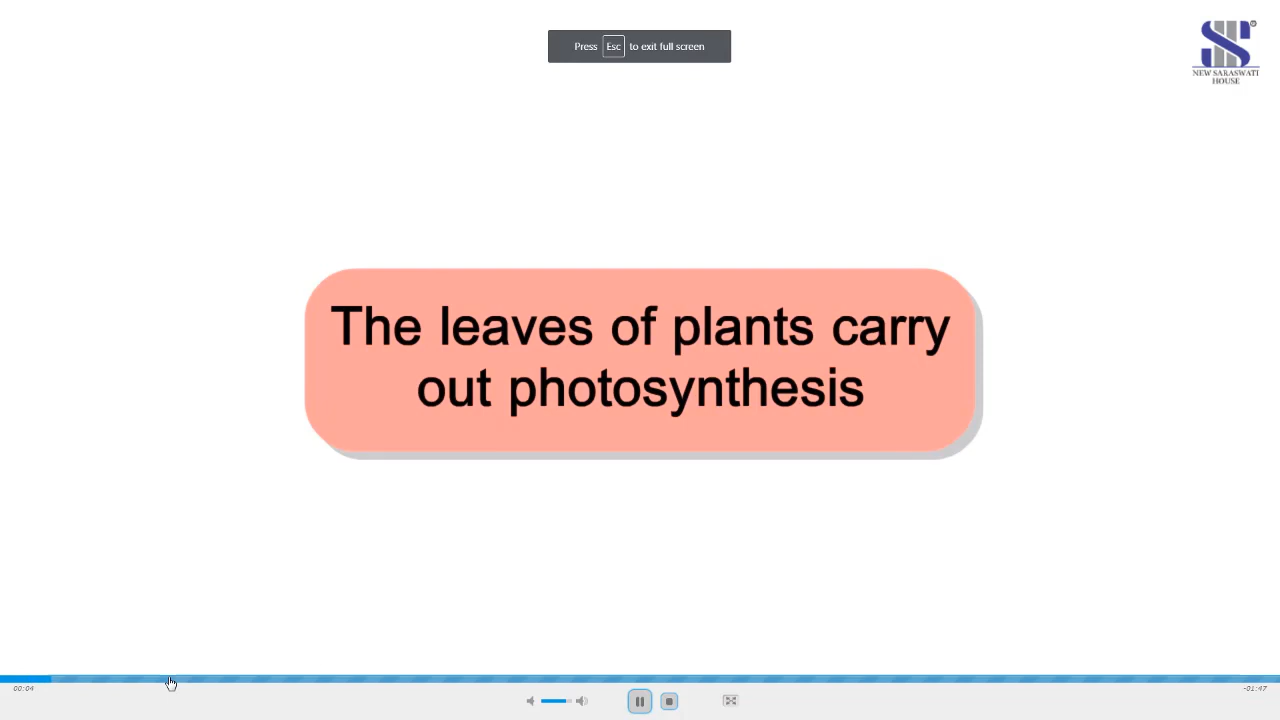 Press Esc to exit full screen
NEW SARASWATI
HOUSE
The leaves of plants carry
out photosynthesis
00:04
-01:47